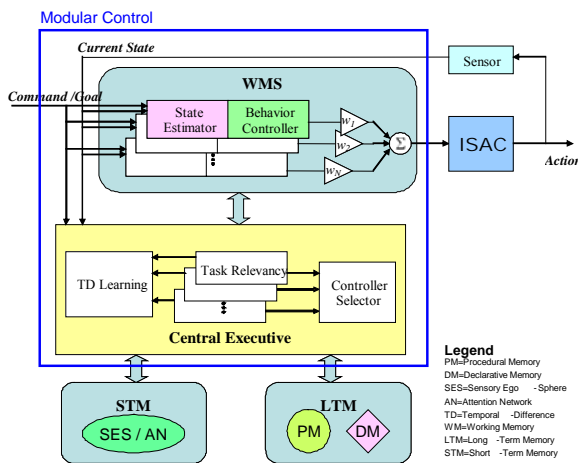 Modular Control
Current State
Sensor
WMS
Command /Goal
State
Estimator
Behavior
Controller
w1
w2
wN
Σ
ISAC
Action
TD Learning
Task Relevancy
Controller
Selector
Central Executive
STM
SES / AN
LTM
PM
DM
Legend
PM=Procedural Memory
DM=Declarative Memory
SES=Sensory Ego -Sphere
AN=Attention Network
TD=Temporal -Difference
WM=Working Memory
LTM=Long -Term Memory
STM=Short -Term Memory